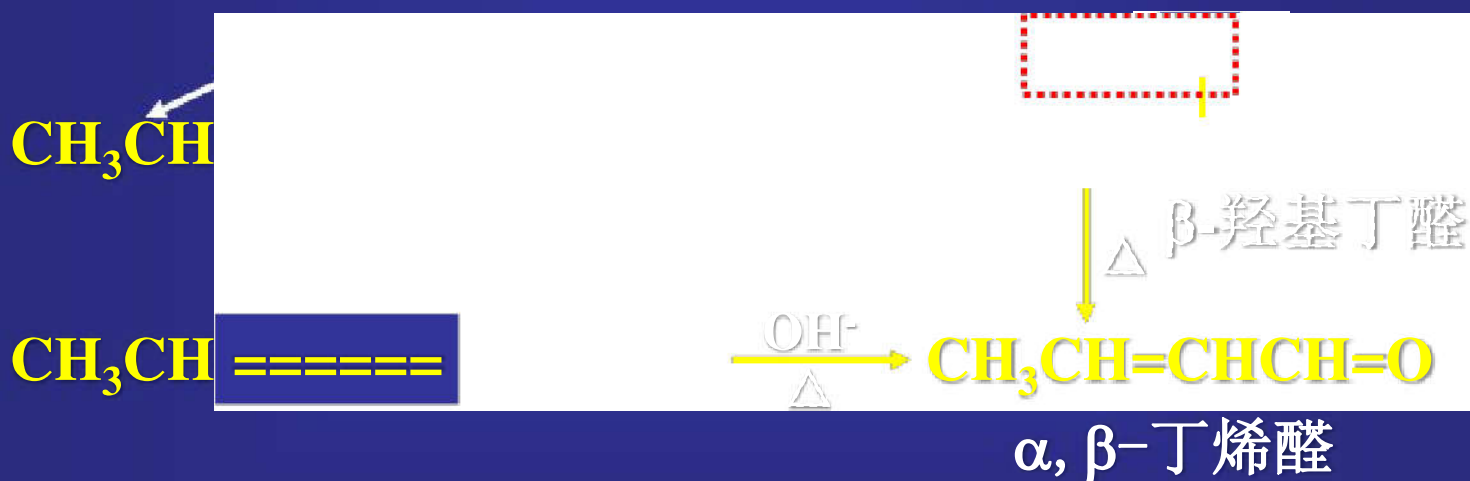 CH₃CH
β-羟基丁醛
△
CH₃CH ====== OH⁻ CH₃CH=CHCH=O
△
α, β-丁烯醛